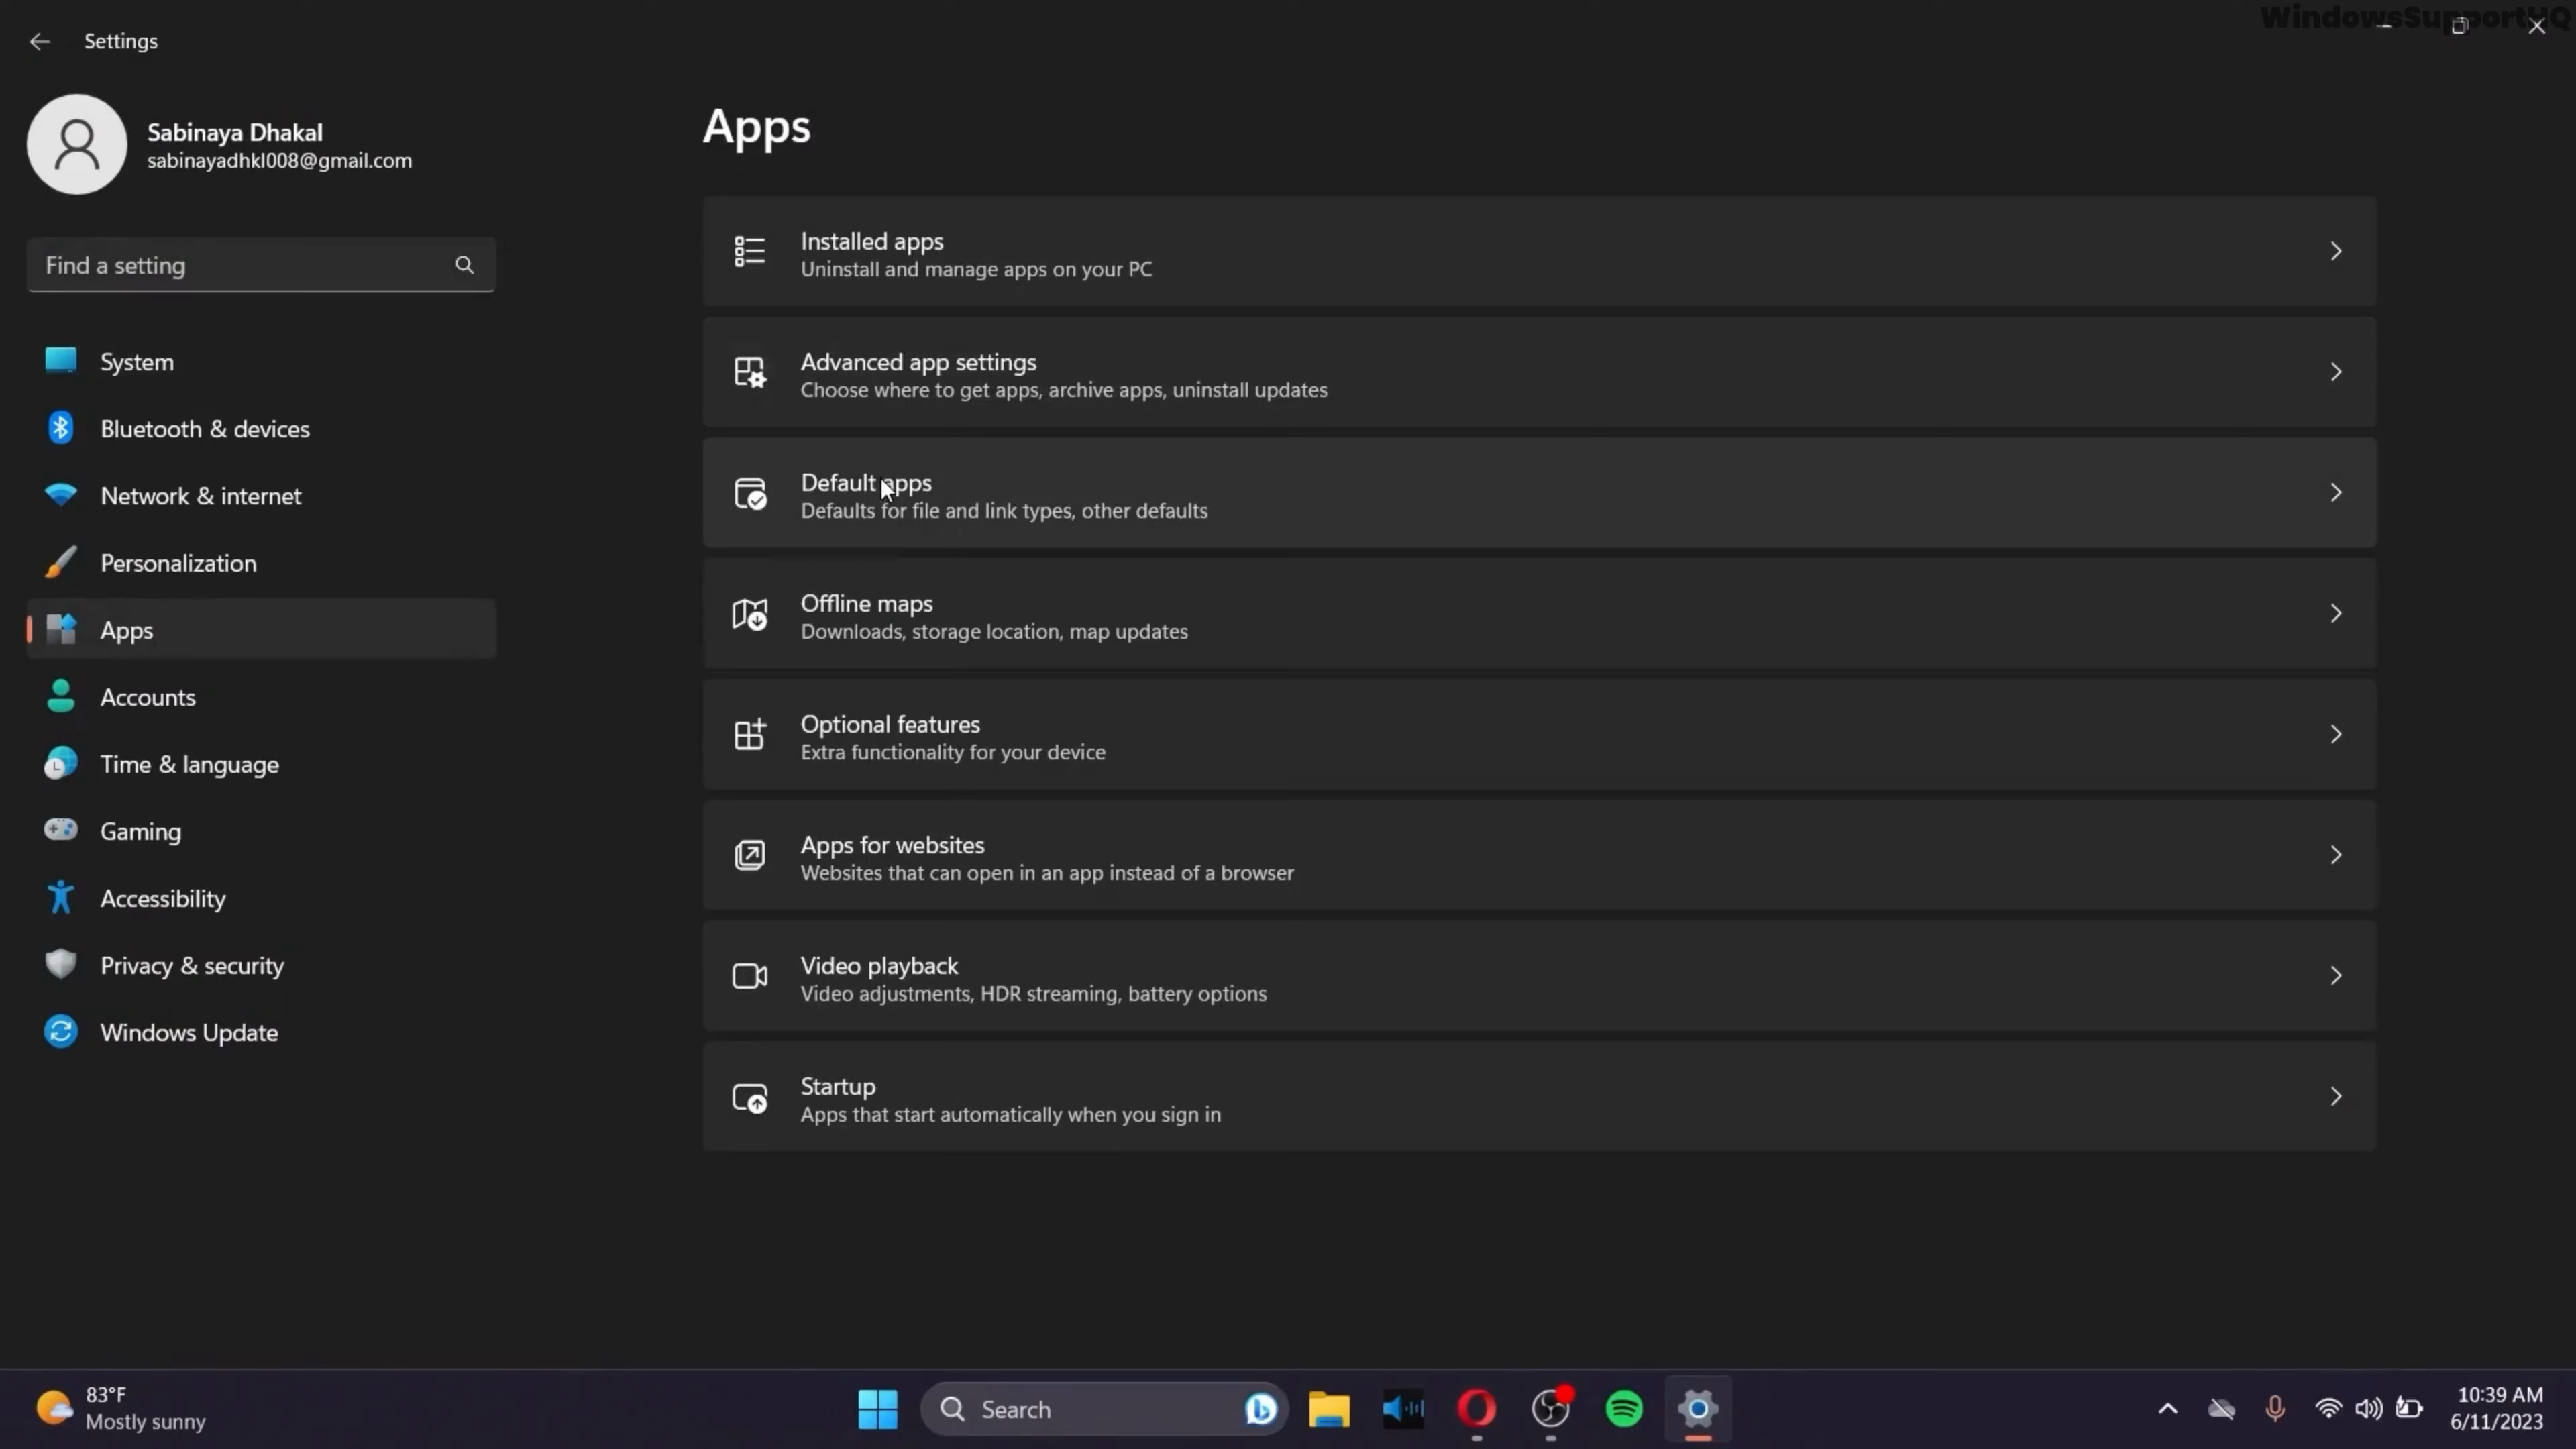 WindowsSupportHQ
Settings
Sabinaya Dhakal
sabinayadhkl008@gmail.com
Find a setting
System
Bluetooth & devices
Network & internet
Personalization
Apps
Accounts
Time & language
Gaming
Accessibility
Privacy & security
Windows Update
Apps
Installed apps
Uninstall and manage apps on your PC
Advanced app settings
Choose where to get apps, archive apps, uninstall updates
Default apps
Defaults for file and link types, other defaults
Offline maps
Downloads, storage location, map updates
Optional features
Extra functionality for your device
Apps for websites
Websites that can open in an app instead of a browser
Video playback
Video adjustments, HDR streaming, battery options
Startup
Apps that start automatically when you sign in
83°F
Mostly sunny
Search
10:39 AM
6/11/2023